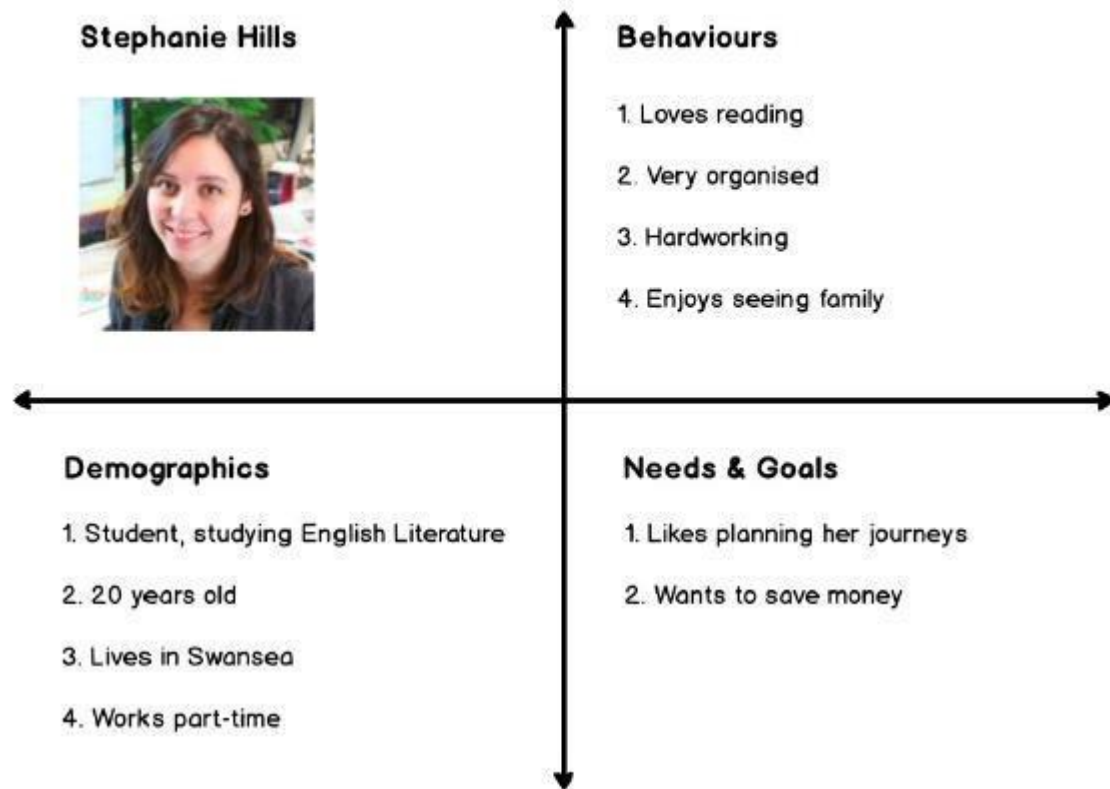 Stephanie Hills
Behaviours
1. Loves reading
2. Very organised
3. Hardworking
4. Enjoys seeing family
Demographics
1. Student, studying English Literature
2. 20 years old
3. Lives in Swansea
4. Works part-time
Needs & Goals
1. Likes planning her journeys
2. Wants to save money